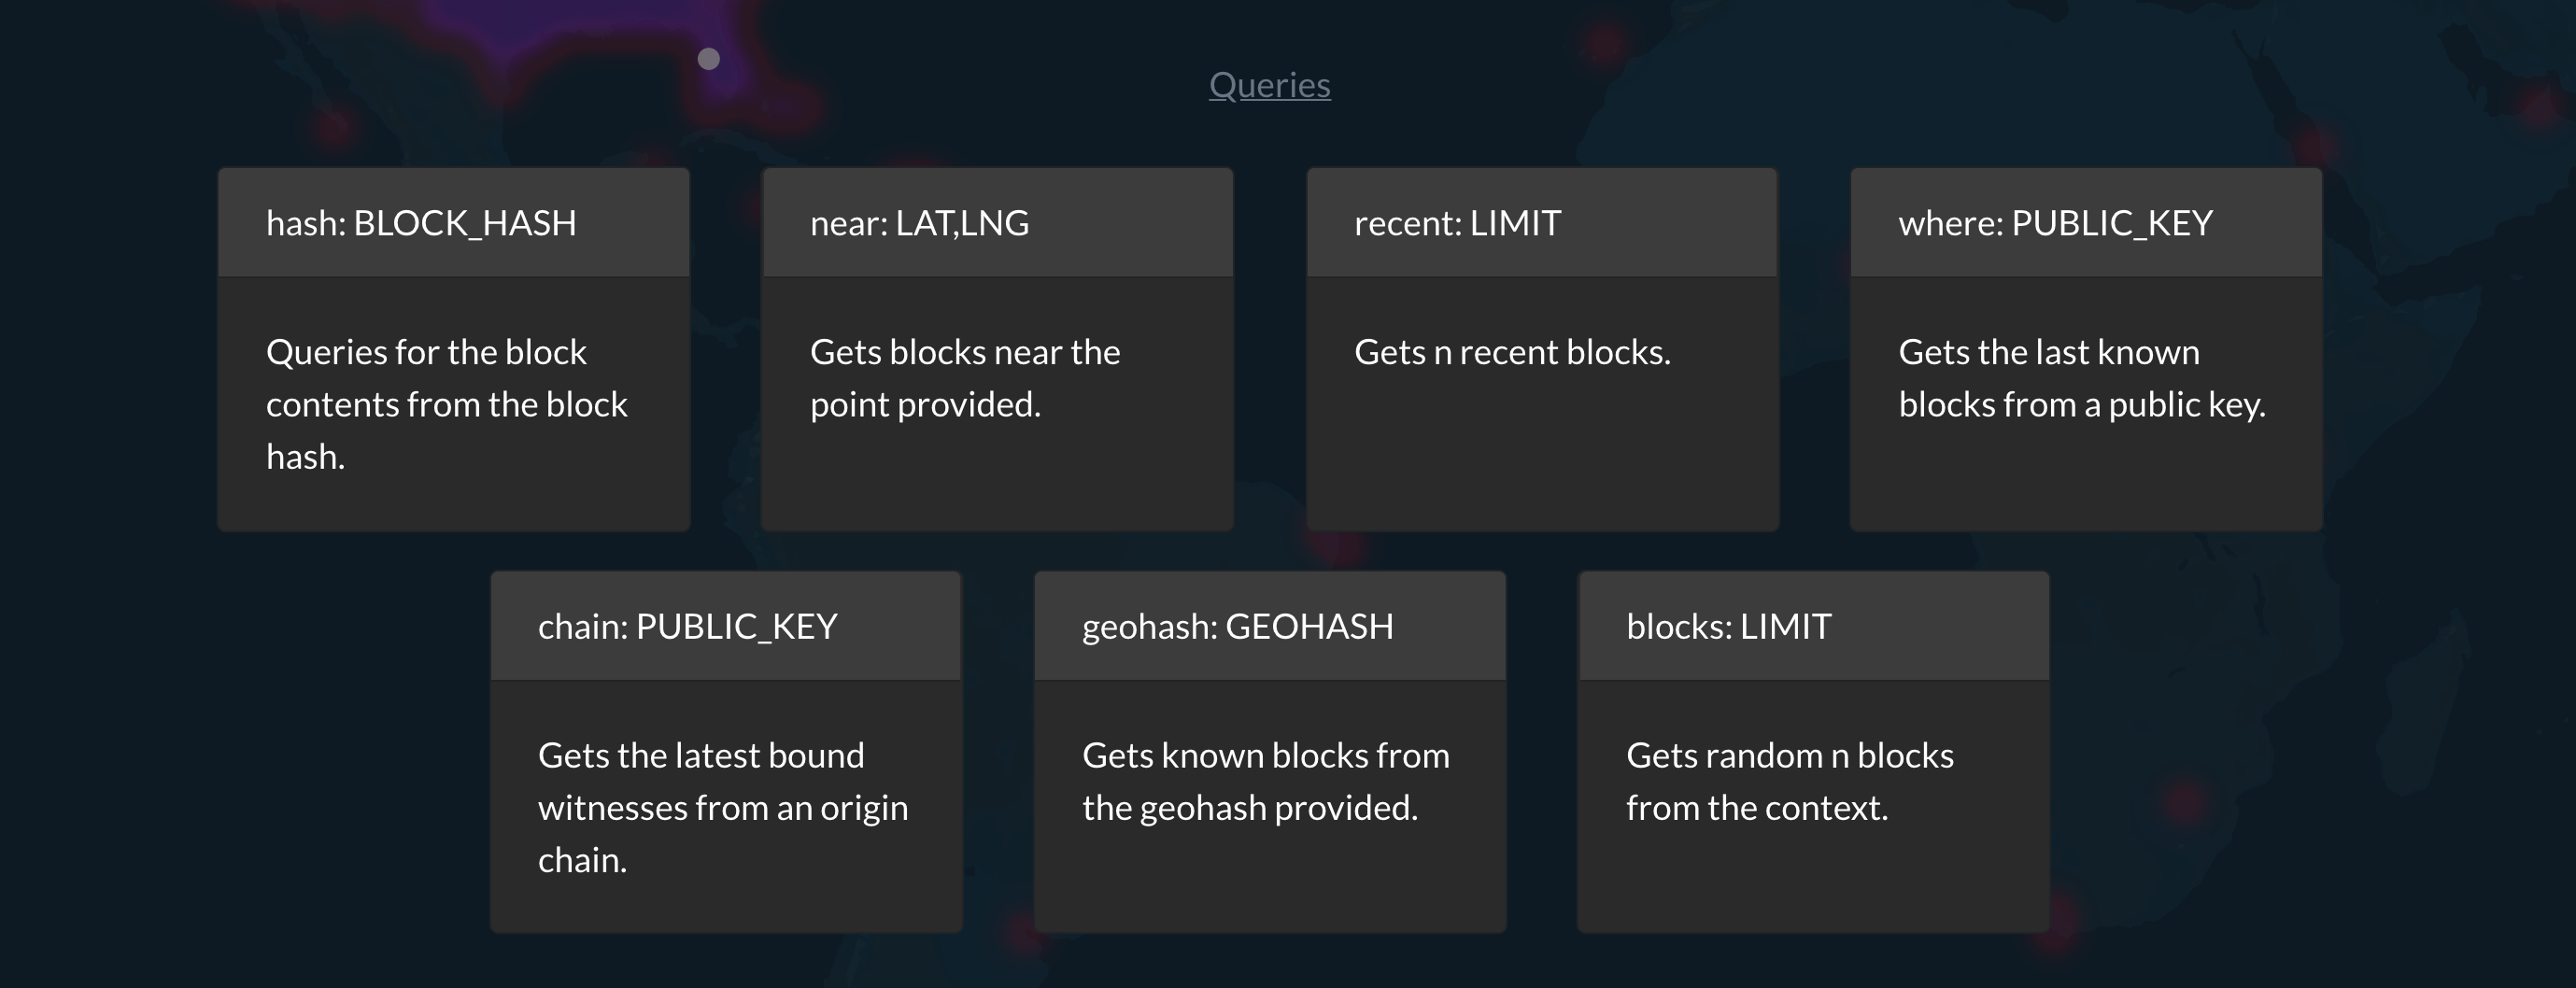 Queries
hash: BLOCK_HASH
Queries for the block
contents from the block
hash.
near: LAT,LNG
Gets blocks near the
point provided.
recent: LIMIT
Gets n recent blocks.
where: PUBLIC_KEY
Gets the last known
blocks from a public key.
chain: PUBLIC_KEY
Gets the latest bound
witnesses from an origin
chain.
geohash: GEOHASH
Gets known blocks from
the geohash provided.
blocks: LIMIT
Gets random n blocks
from the context.